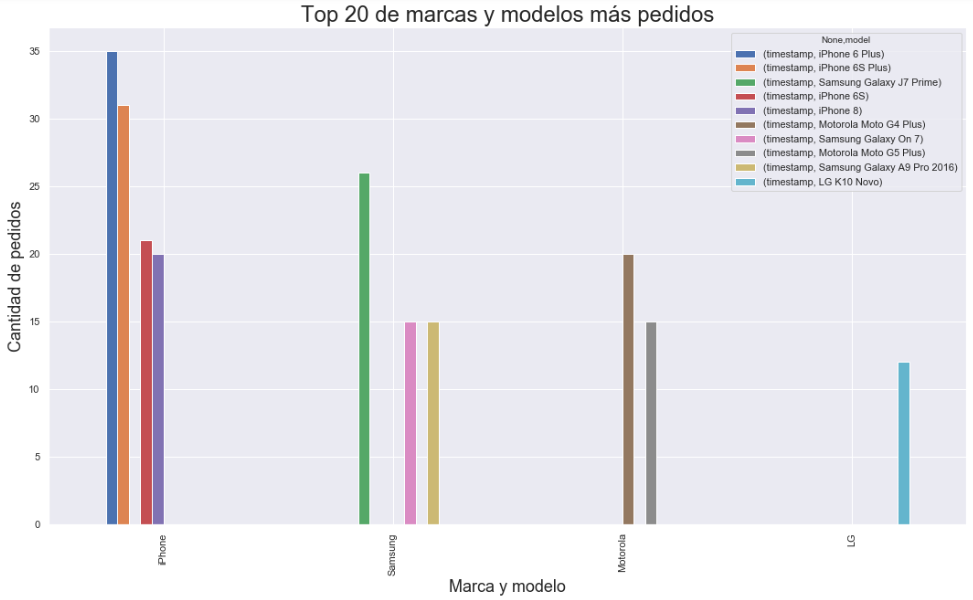 Top 20 de marcas y modelos más pedidos
None,model
(timestamp, iPhone 6 Plus)
(timestamp, iPhone 6S Plus)
(timestamp, Samsung Galaxy J7 Prime)
(timestamp, iPhone 6S)
(timestamp, iPhone 8)
(timestamp, Motorola Moto G4 Plus)
(timestamp, Samsung Galaxy On 7)
(timestamp, Motorola Moto G5 Plus)
(timestamp, Samsung Galaxy A9 Pro 2016)
(timestamp, LG K10 Novo)
Cantidad de pedidos
35
30
25
20
15
10
5
0
iPhone
Samsung
Motorola
LG
Marca y modelo